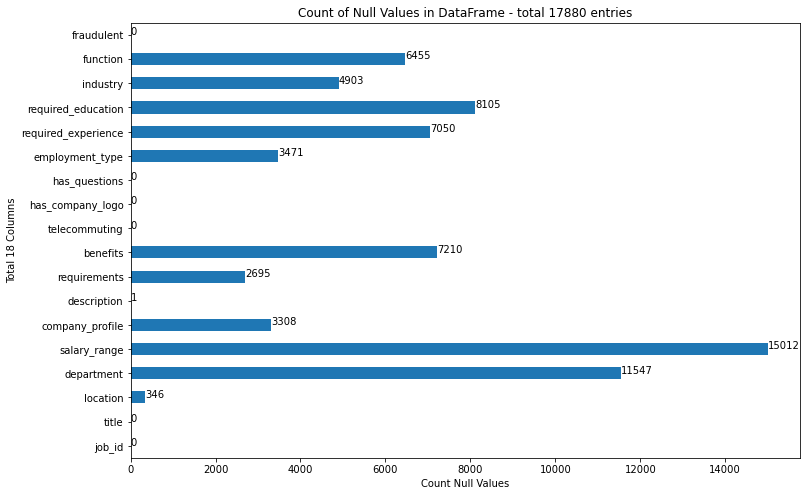 Count of Null Values in DataFrame - total 17880 entries
fraudulent 0
function 6455
industry 4903
required_education 8105
required_experience 7050
employment_type 3471
has_questions 0
has_company_logo 0
telecommuting 0
benefits 7210
requirements 2695
description 1
company_profile 3308
salary_range 15012
department 11547
location 346
title 0
job_id 0
Total 18 Columns
0 2000 4000 6000 8000 10000 12000 14000
Count Null Values